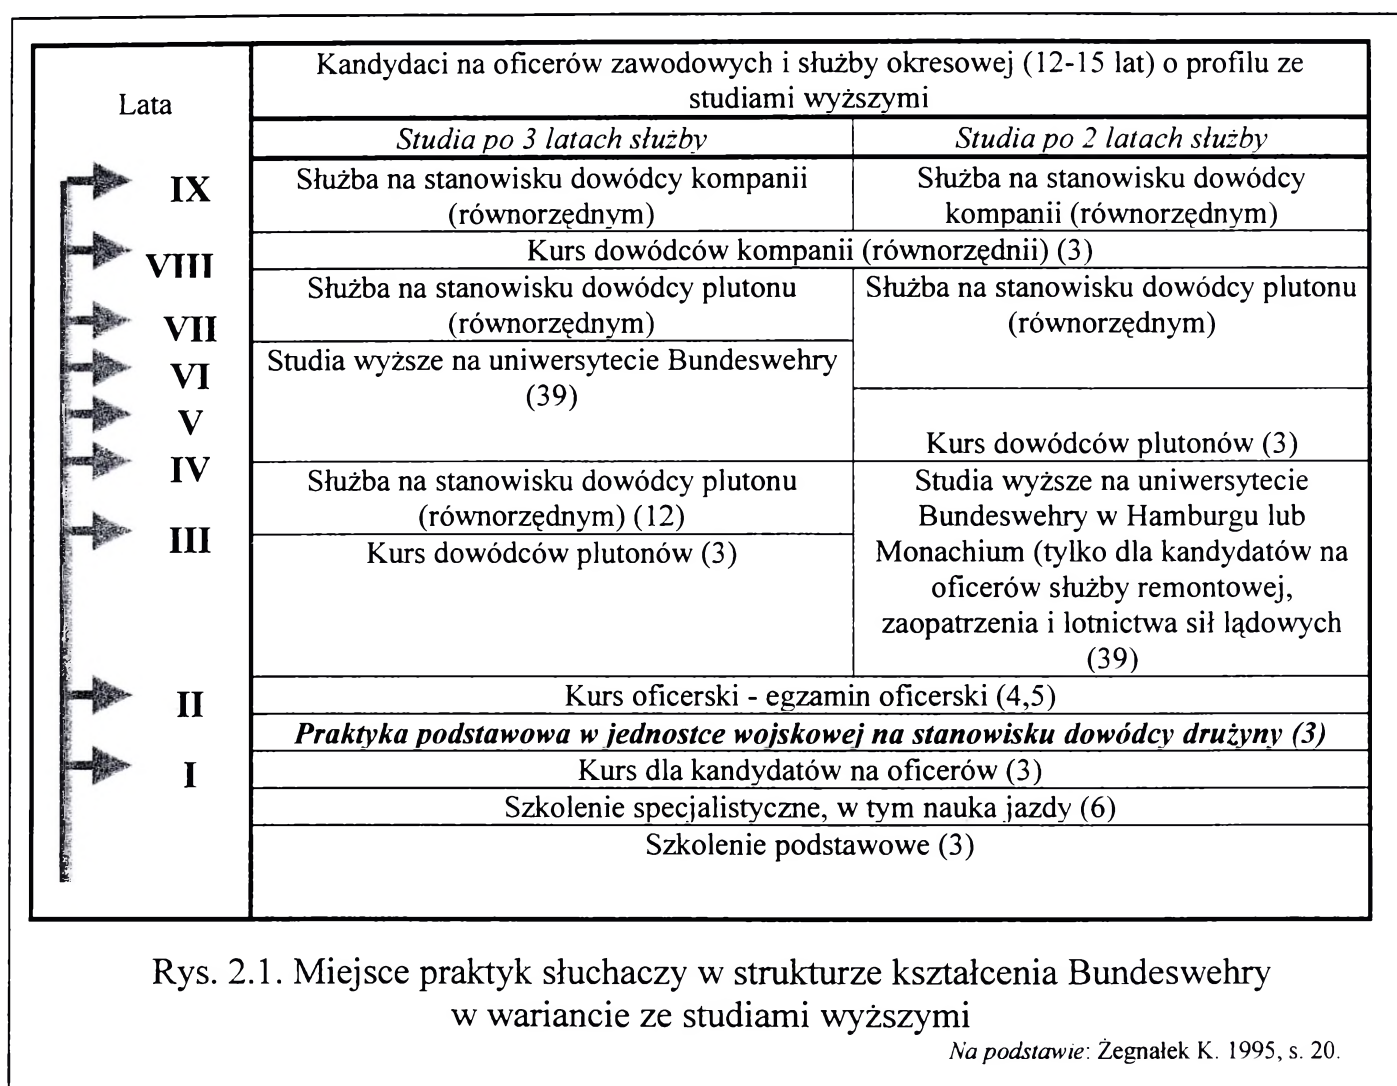 Lata
Kandydaci na oficerów zawodowych i służby okresowej (12-15 lat) o profilu ze
studiami wyższymi
Studia po 3 latach służby
Studia po 2 latach służby
IX
Służba na stanowisku dowódcy kompanii
(równorzędnym)
Służba na stanowisku dowódcy
kompanii (równorzędnym)
VIII
Kurs dowódców kompanii (równorzędnii) (3)
VII
Służba na stanowisku dowódcy plutonu
(równorzędnym)
Służba na stanowisku dowódcy plutonu
(równorzędnym)
VI
Studia wyższe na uniwersytecie Bundeswehry
(39)
V
Kurs dowódców plutonów (3)
IV
Służba na stanowisku dowódcy plutonu
(równorzędnym) (12)
Studia wyższe na uniwersytecie
Bundeswehry w Hamburgu lub
Monachium (tylko dla kandydatów na
oficerów służby remontowej,
zaopatrzenia i lotnictwa sił lądowych
(39)
III
Kurs dowódców plutonów (3)
II
Kurs oficerski - egzamin oficerski (4,5)
Praktyka podstawowa w jednostce wojskowej na stanowisku dowódcy drużyny (3)
I
Kurs dla kandydatów na oficerów (3)
Szkolenie specjalistyczne, w tym nauka jazdy (6)
Szkolenie podstawowe (3)
Rys. 2.1. Miejsce praktyk słuchaczy w strukturze kształcenia Bundeswehry
w wariancie ze studiami wyższymi
Na podstawie: Żegnałek K. 1995, s. 20.